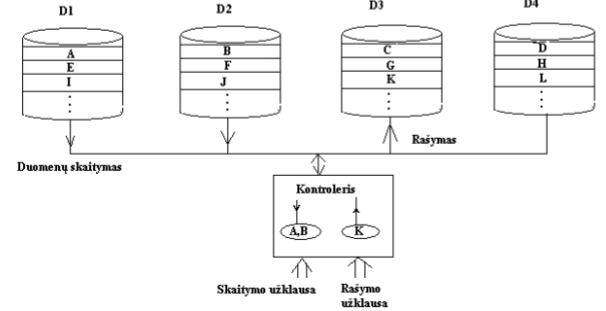 D1 D2 D3 D4
A B C D
E F G H
I J K L
Rašymas
Duomenų skaitymas
Kontroleris
A,B K
Skaitymo užklausa
Rašymo
užklausa